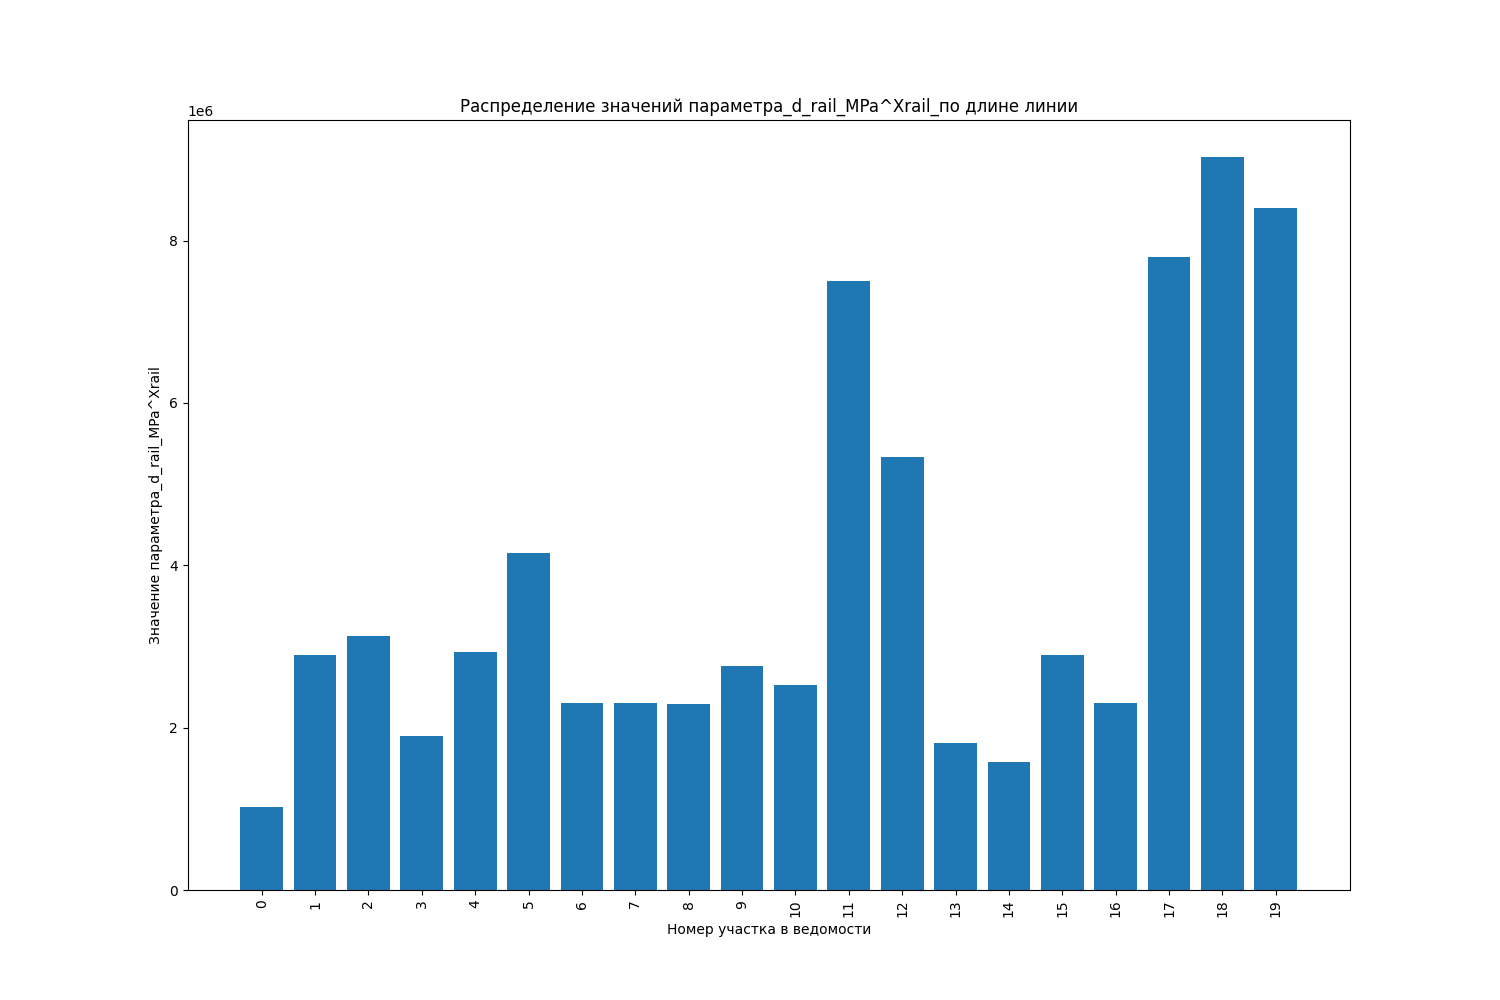 Распределение значений параметра_d_rail_MPa^Xrail_по длине линии
1e6
8
6
4
2
0
Значение параметра_d_rail_MPa^Xrail
0 1 2 3 4 5 6 7 8 9 10 11 12 13 14 15 16 17 18 19
Номер участка в ведомости